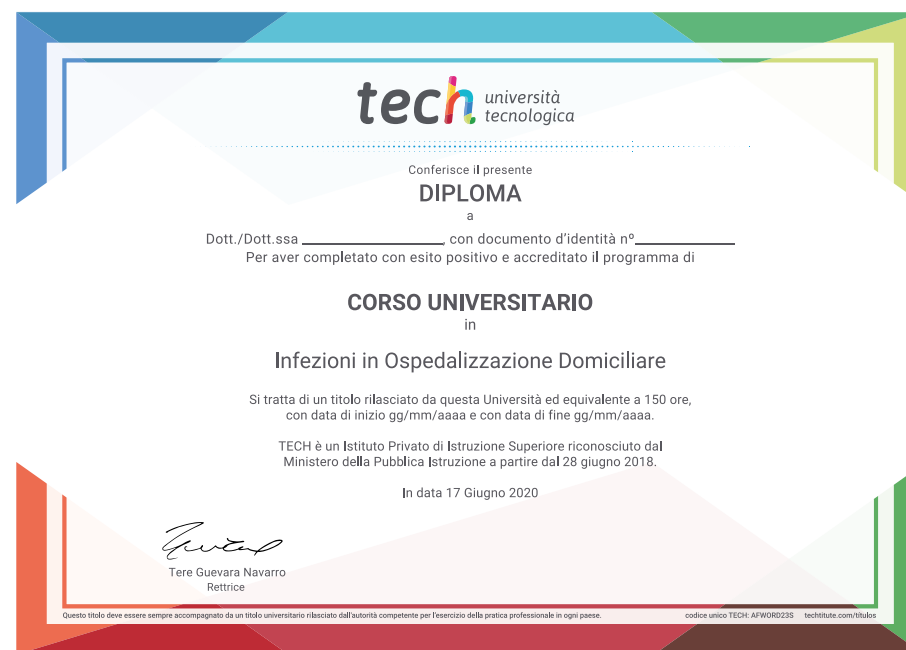 tech università
tecnologica
Conferisce il presente
DIPLOMA
a
Dott./Dott.ssa ____________________, con documento d'identità nº______________
Per aver completato con esito positivo e accreditato il programma di
CORSO UNIVERSITARIO
in
Infezioni in Ospedalizzazione Domiciliare
Si tratta di un titolo rilasciato da questa Università ed equivalente a 150 ore,
con data di inizio gg/mm/aaaa e con data di fine gg/mm/aaaa.
TECH è un Istituto Privato di Istruzione Superiore riconosciuto dal
Ministero della Pubblica Istruzione a partire dal 28 giugno 2018.
In data 17 Giugno 2020
Tere Guevara Navarro
Rettrice
Questo titolo deve essere sempre accompagnato da un titolo universitario rilasciato dall'autorità competente per l'esercizio della pratica professionale in ogni paese. codice unico TECH: AFWORD23S techtitute.com/titulos